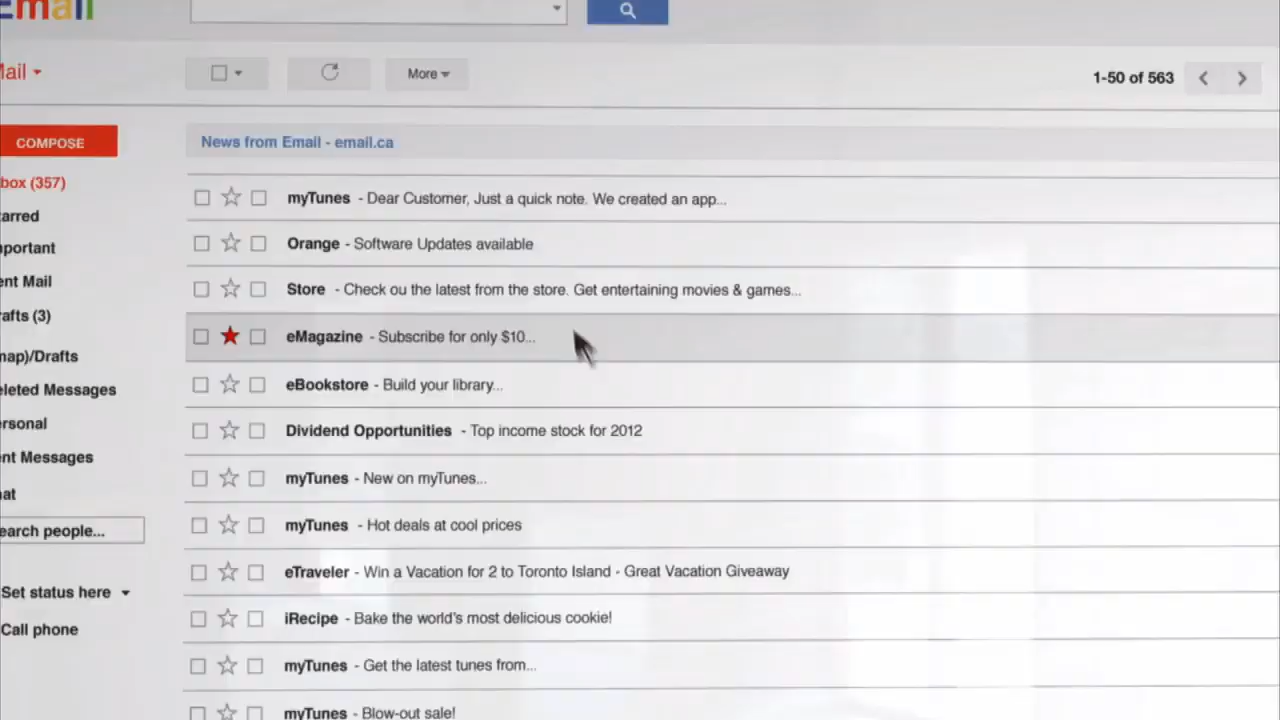 Email
Mail
More
1-50 of 563
COMPOSE
News from Email - email.ca
box (357)
myTunes - Dear Customer, Just a quick note. We created an app...
arred
Orange - Software Updates available
portant
ent Mail
Store - Check ou the latest from the store. Get entertaining movies & games...
afts (3)
eMagazine - Subscribe for only $10...
map)/Drafts
eleted Messages
eBookstore - Build your library...
ersonal
Dividend Opportunities - Top income stock for 2012
ent Messages
myTunes - New on myTunes...
at
earch people...
myTunes - Hot deals at cool prices
eTraveler - Win a Vacation for 2 to Toronto Island - Great Vacation Giveaway
Set status here
iRecipe - Bake the world's most delicious cookie!
Call phone
myTunes - Get the latest tunes from...
myTunes - Blow-out sale!